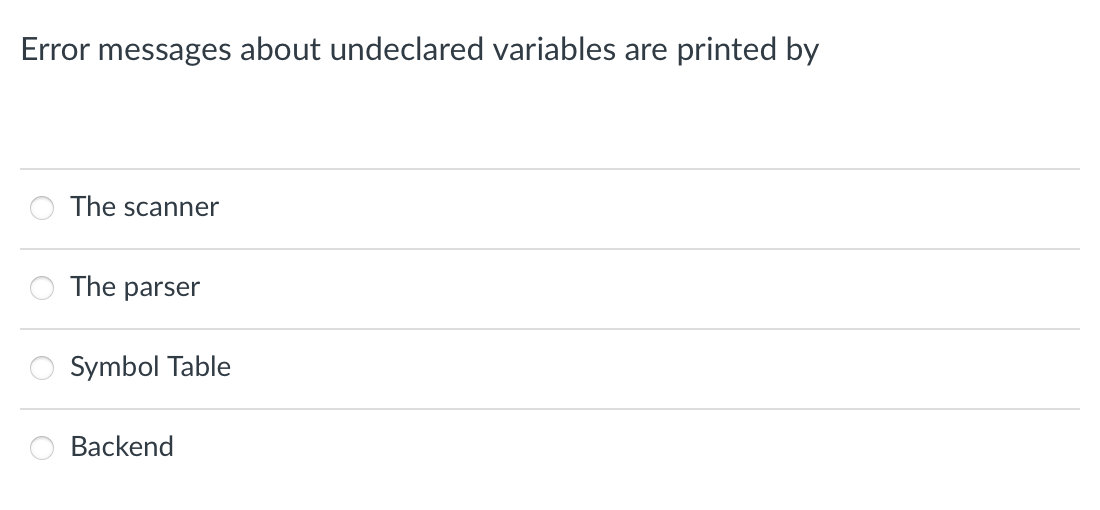 Error messages about undeclared variables are printed by
The scanner
The parser
Symbol Table
Backend